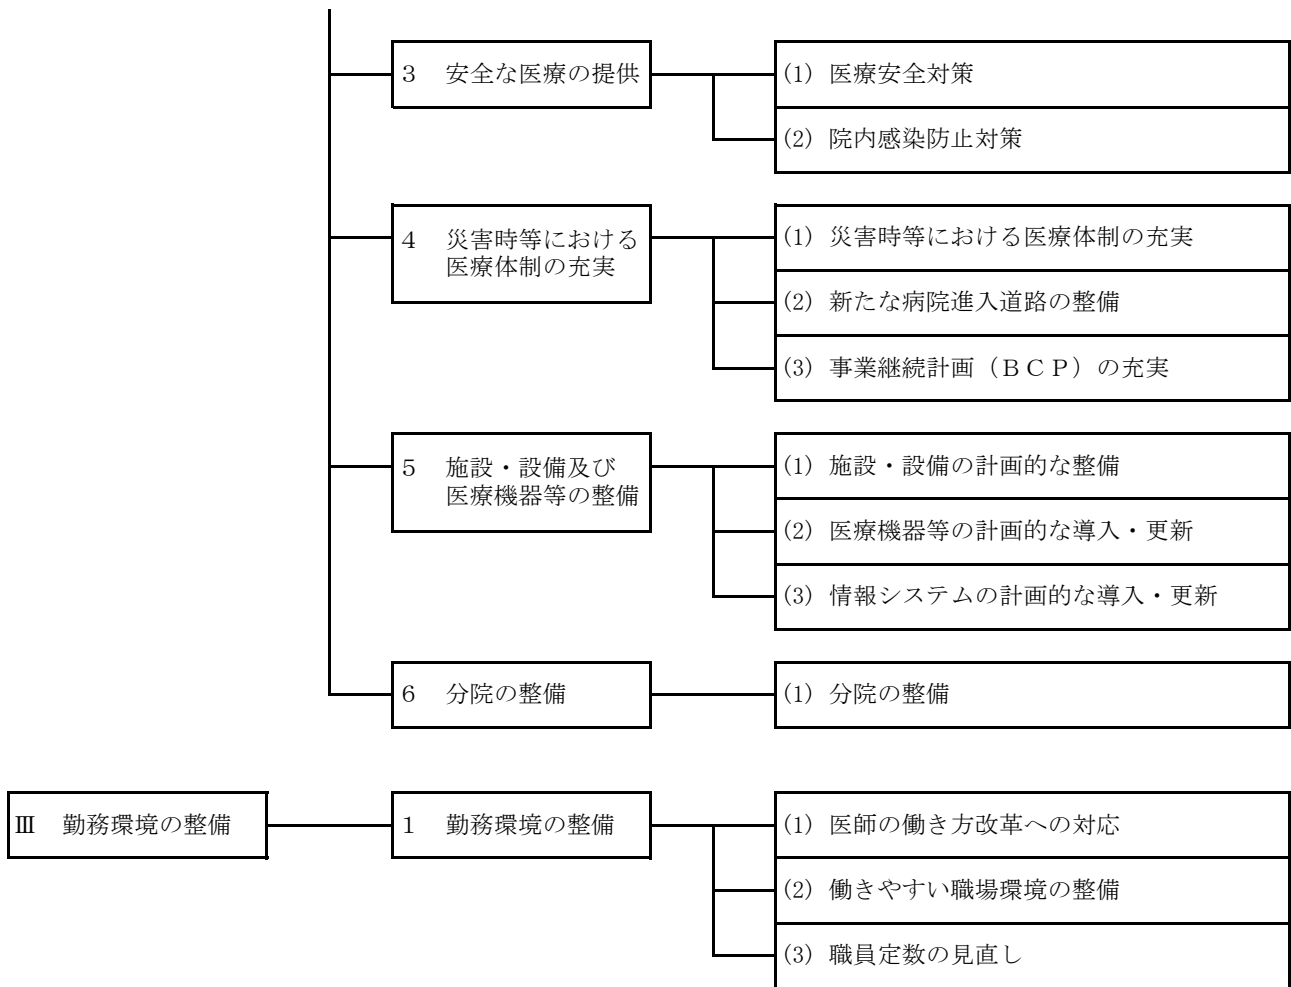 ３　安全な医療の提供
(1) 医療安全対策
(2) 院内感染防止対策
４　災害時等における
医療体制の充実
(1) 災害時等における医療体制の充実
(2) 新たな病院進入道路の整備
(3) 事業継続計画（ＢＣＰ）の充実
５　施設・設備及び
医療機器等の整備
(1) 施設・設備の計画的な整備
(2) 医療機器等の計画的な導入・更新
(3) 情報システムの計画的な導入・更新
６　分院の整備
(1) 分院の整備
Ⅲ　勤務環境の整備
１　勤務環境の整備
(1) 医師の働き方改革への対応
(2) 働きやすい職場環境の整備
(3) 職員定数の見直し